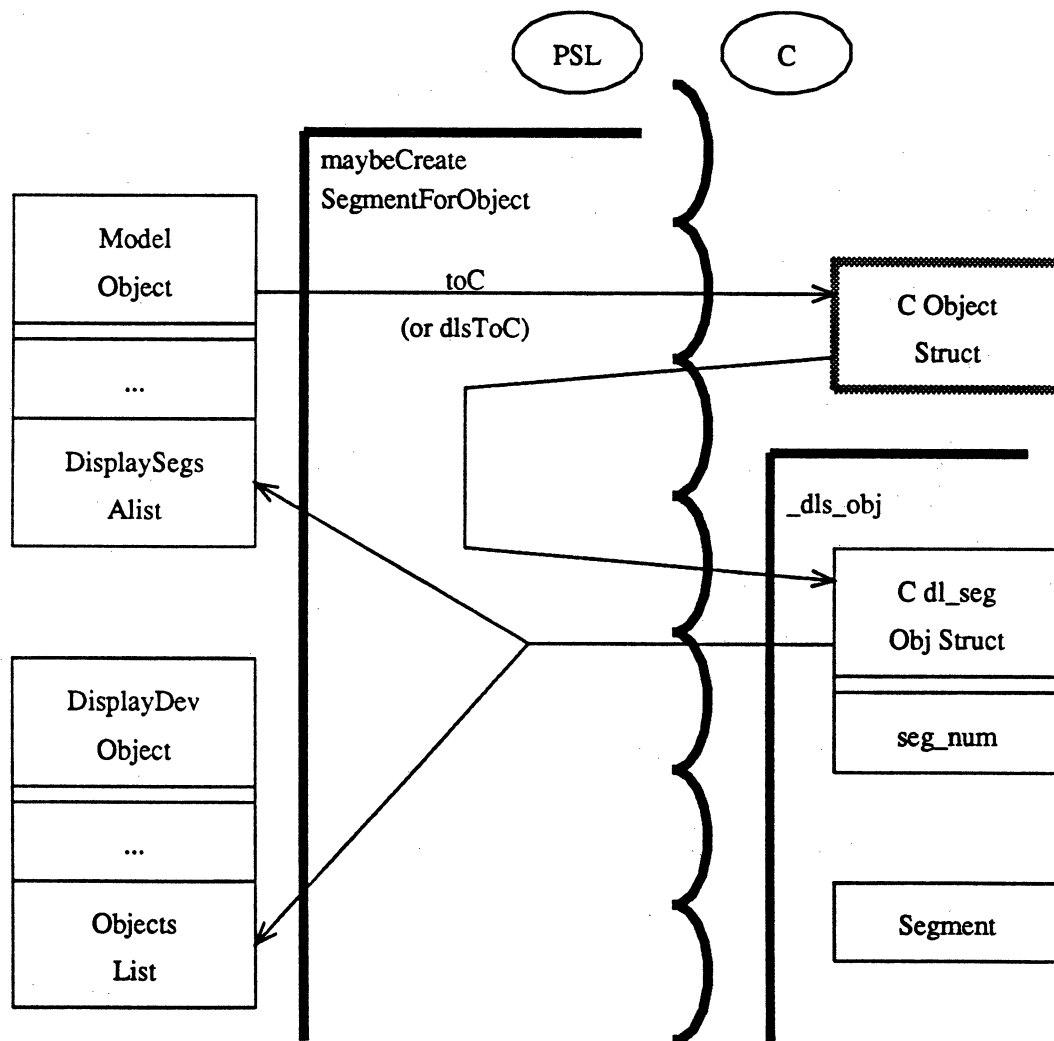 PSL
C
maybeCreate
SegmentForObject
Model
Object
...
DisplaySegs
Alist
toC
(or dlsToC)
C Object
Struct
_dls_obj
C dl_seg
Obj Struct
seg_num
DisplayDev
Object
...
Objects
List
Segment